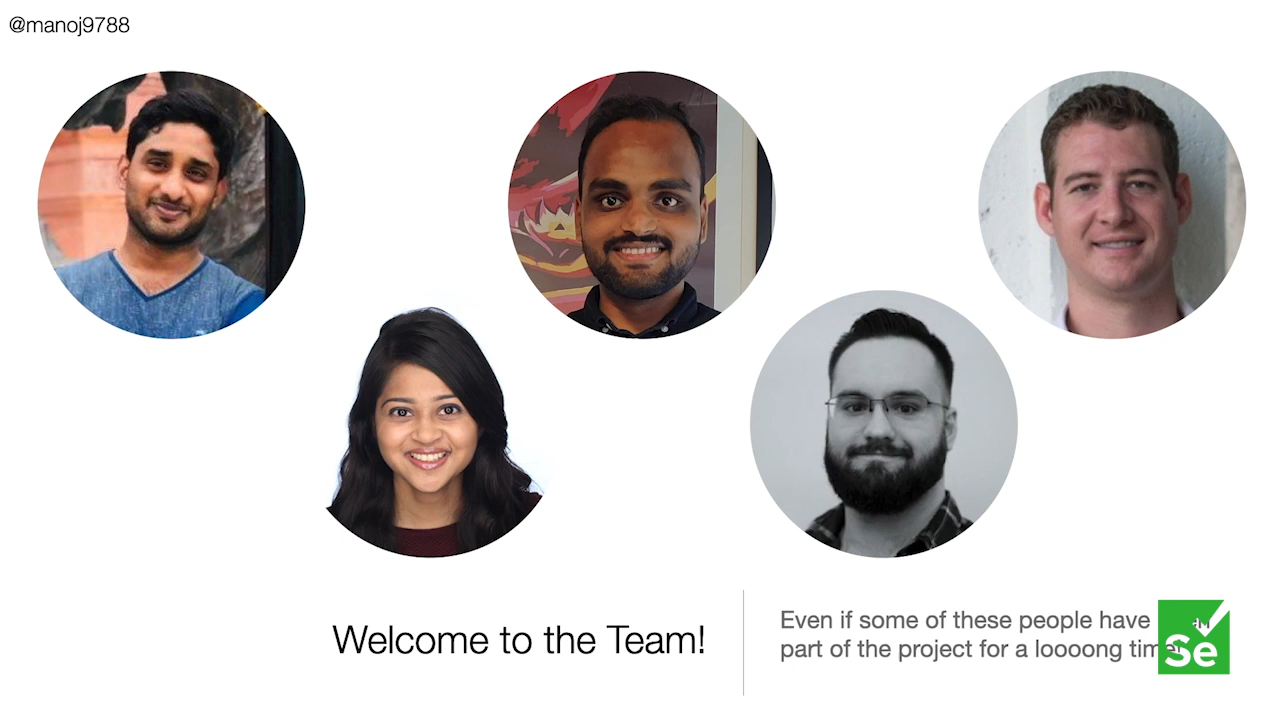 @manoj9788
Welcome to the Team!
Even if some of these people have
part of the project for a loooong time!
Se